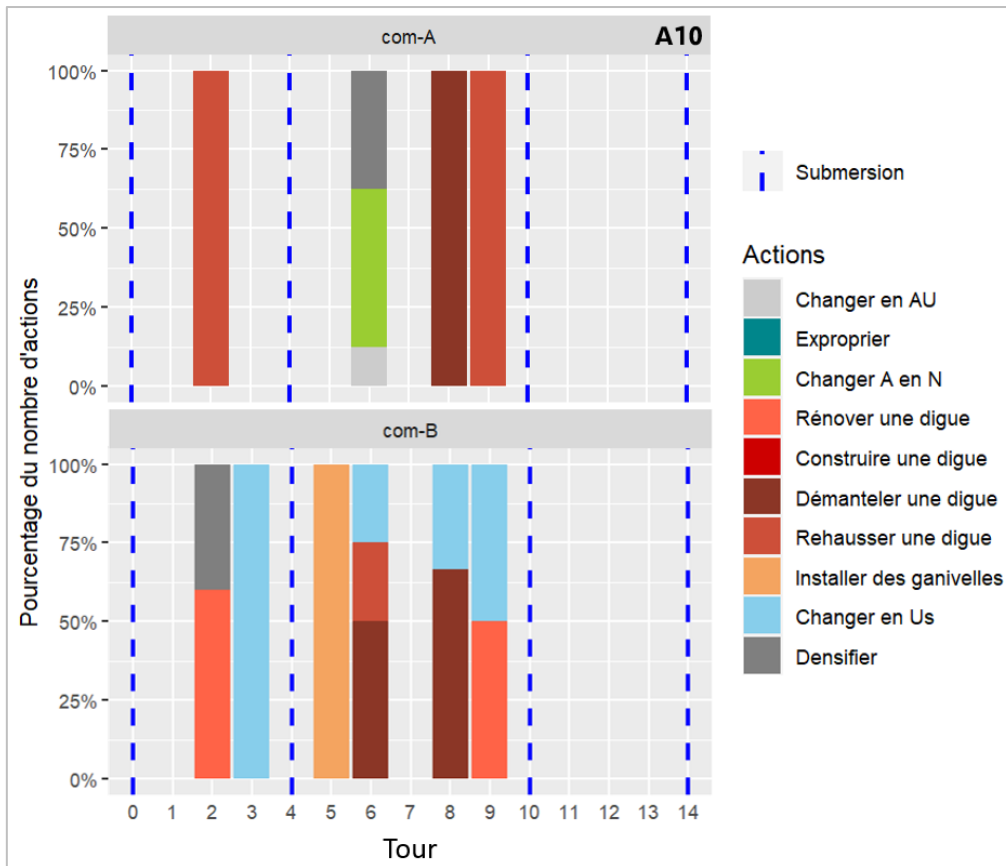 com-A
A10
100%
75%
50%
25%
0%
com-B
100%
75%
50%
25%
0%
0 1 2 3 4 5 6 7 8 9 10 11 12 13 14
Tour
Pourcentage du nombre d'actions
Submersion
Actions
Changer en AU
Exproprier
Changer A en N
Rénover une digue
Construire une digue
Démanteler une digue
Rehausser une digue
Installer des ganivelles
Changer en Us
Densifier